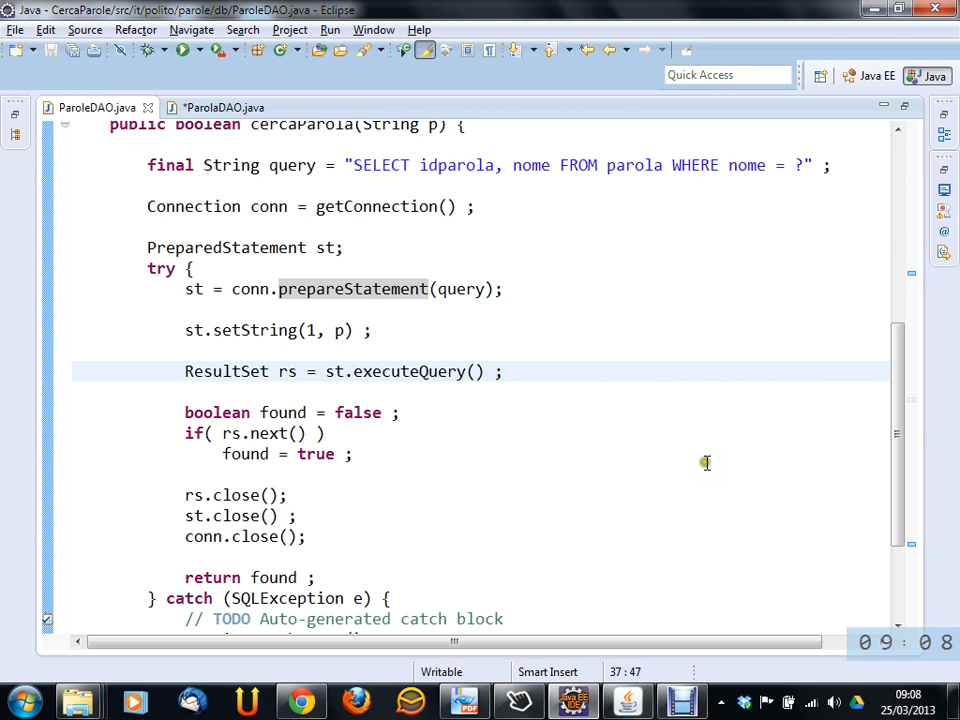 Java - CercaParole/src/it/polito/parole/db/ParoleDAO.java - Eclipse
File Edit Source Refactor Navigate Search Project Run Window Help
Quick Access
Java EE
Java
ParoleDAO.java
*ParolaDAO.java
public boolean cercaParola(String p) {
final String query = "SELECT idparola, nome FROM parola WHERE nome = ?" ;
Connection conn = getConnection() ;
PreparedStatement st;
try {
st = conn.prepareStatement(query);
st.setString(1, p) ;
ResultSet rs = st.executeQuery() ;
boolean found = false ;
if( rs.next() )
found = true ;
rs.close();
st.close() ;
conn.close();
return found ;
} catch (SQLException e) {
// TODO Auto-generated catch block
09:08
Writable
Smart Insert
37 : 47
09:08
25/03/2013